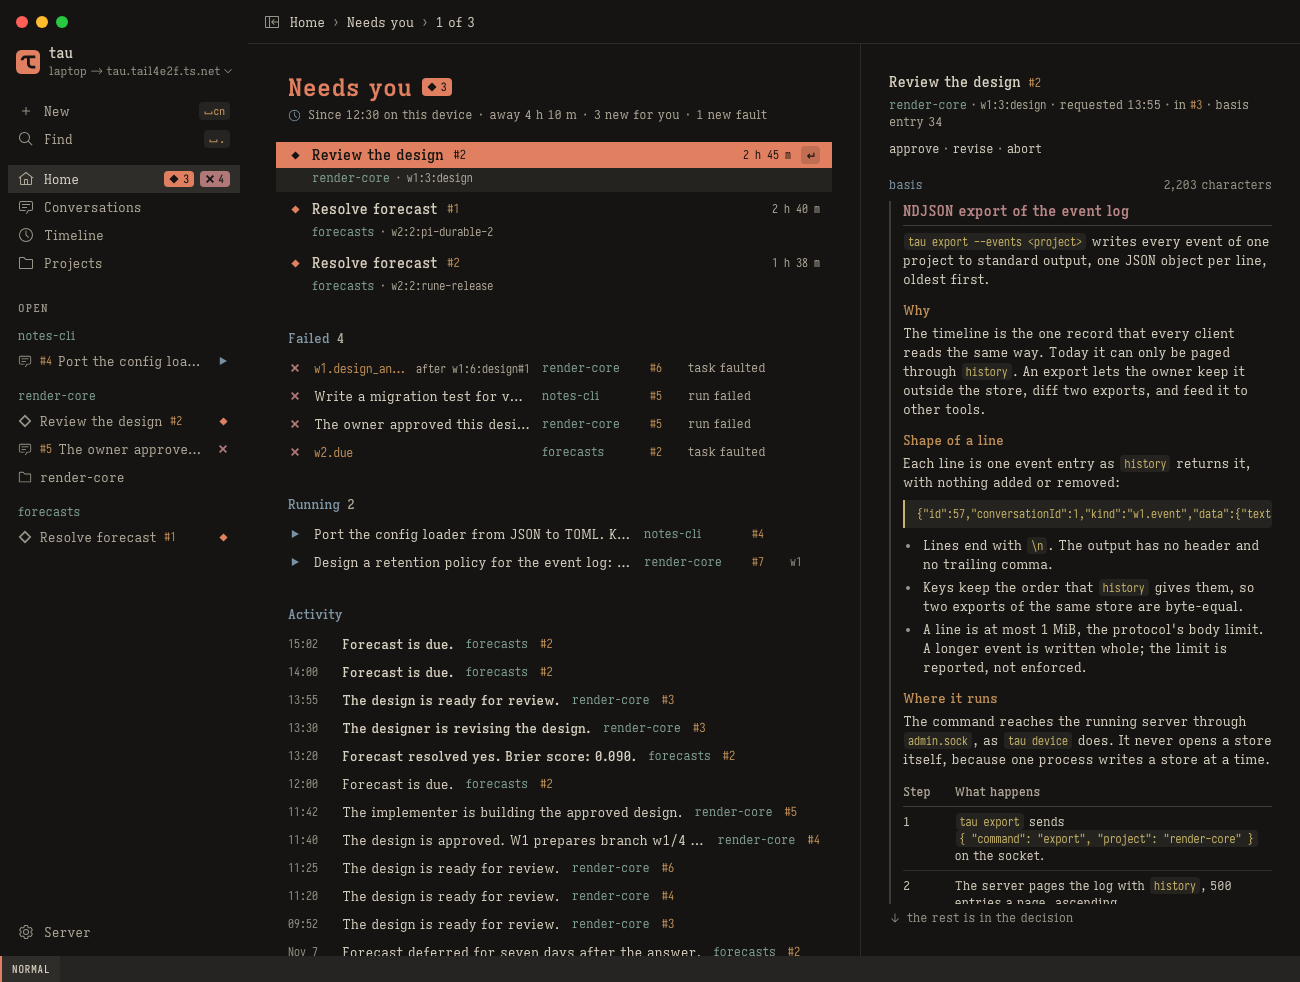 Home › Needs you › 1 of 3
tau
laptop → tau.tail4e2f.ts.net
New
cn
Find
.
Home
3
4
Conversations
Timeline
Projects
OPEN
notes-cli
#4 Port the config loa...
render-core
Review the design #2
#5 The owner approve...
render-core
forecasts
Resolve forecast #1
Server
NORMAL
Needs you
3
Since 12:30 on this device · away 4 h 10 m · 3 new for you · 1 new fault
Review the design #2 2 h 45 m
render-core · w1:3:design
Resolve forecast #1 2 h 40 m
forecasts · w2:2:pi-durable-2
Resolve forecast #2 1 h 38 m
forecasts · w2:2:rune-release
Failed 4
w1.design_an... after w1:6:design#1 render-core #6 task faulted
Write a migration test for v... notes-cli #5 run failed
The owner approved this desi... render-core #5 run failed
w2.due forecasts #2 task faulted
Running 2
Port the config loader from JSON to TOML. K... notes-cli #4
Design a retention policy for the event log: ... render-core #7 w1
Activity
15:02 Forecast is due. forecasts #2
14:00 Forecast is due. forecasts #2
13:55 The design is ready for review. render-core #3
13:30 The designer is revising the design. render-core #3
13:20 Forecast resolved yes. Brier score: 0.090. forecasts #2
12:00 Forecast is due. forecasts #2
11:42 The implementer is building the approved design. render-core #5
11:40 The design is approved. W1 prepares branch w1/4 ... render-core #4
11:25 The design is ready for review. render-core #6
11:20 The design is ready for review. render-core #4
09:52 The design is ready for review. render-core #3
Nov 7 Forecast deferred for seven days after the answer. forecasts #2
Review the design #2
render-core · w1:3:design · requested 13:55 · in #3 · basis
entry 34
approve · revise · abort
basis 2,203 characters
NDJSON export of the event log
tau export --events <project> writes every event of one
project to standard output, one JSON object per line,
oldest first.
Why
The timeline is the one record that every client
reads the same way. Today it can only be paged
through history. An export lets the owner keep it
outside the store, diff two exports, and feed it to
other tools.
Shape of a line
Each line is one event entry as history returns it,
with nothing added or removed:
{"id":57,"conversationId":1,"kind":"w1.event","data":{"text
• Lines end with \n. The output has no header and
no trailing comma.
• Keys keep the order that history gives them, so
two exports of the same store are byte-equal.
• A line is at most 1 MiB, the protocol's body limit.
A longer event is written whole; the limit is
reported, not enforced.
Where it runs
The command reaches the running server through
admin.sock, as tau device does. It never opens a store
itself, because one process writes a store at a time.
Step What happens
1 tau export sends
{ "command": "export", "project": "render-core" }
on the socket.
2 The server pages the log with history, 500
entries a page, ascending.
↓ the rest is in the decision